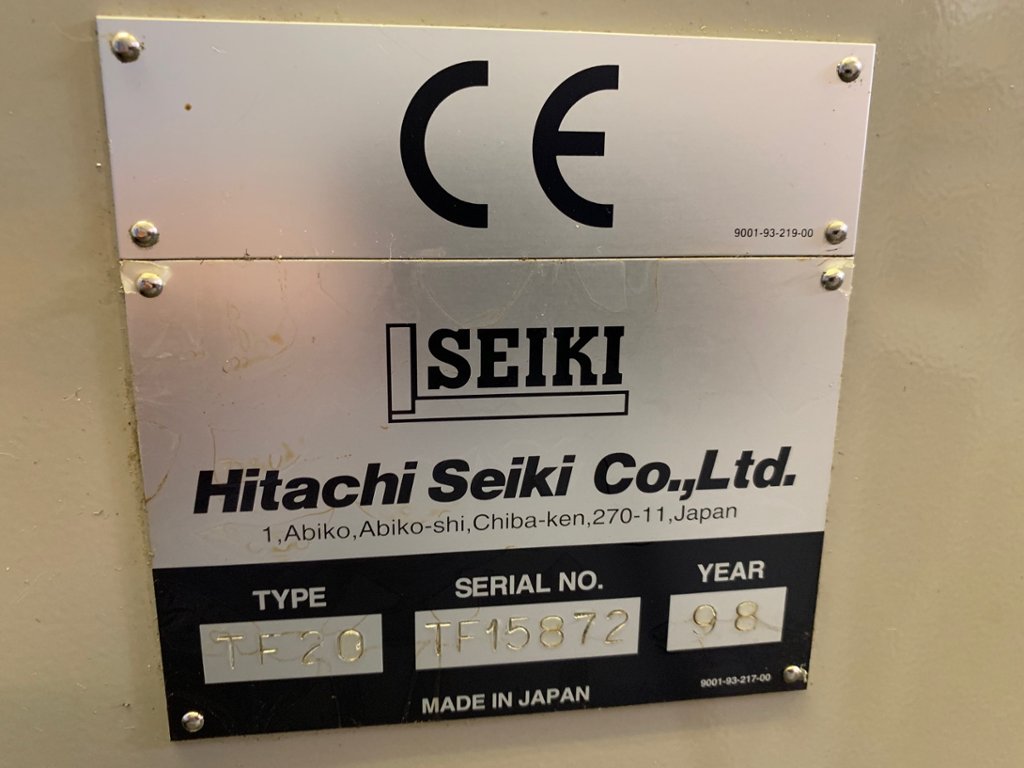 CE
9001-93-219-00
SEIKI
Hitachi Seiki Co.,Ltd.
1,Abiko,Abiko-shi,Chiba-ken,270-11,Japan
TYPE SERIAL NO. YEAR
TF20 TF15872 98
MADE IN JAPAN
9001-93-217-00